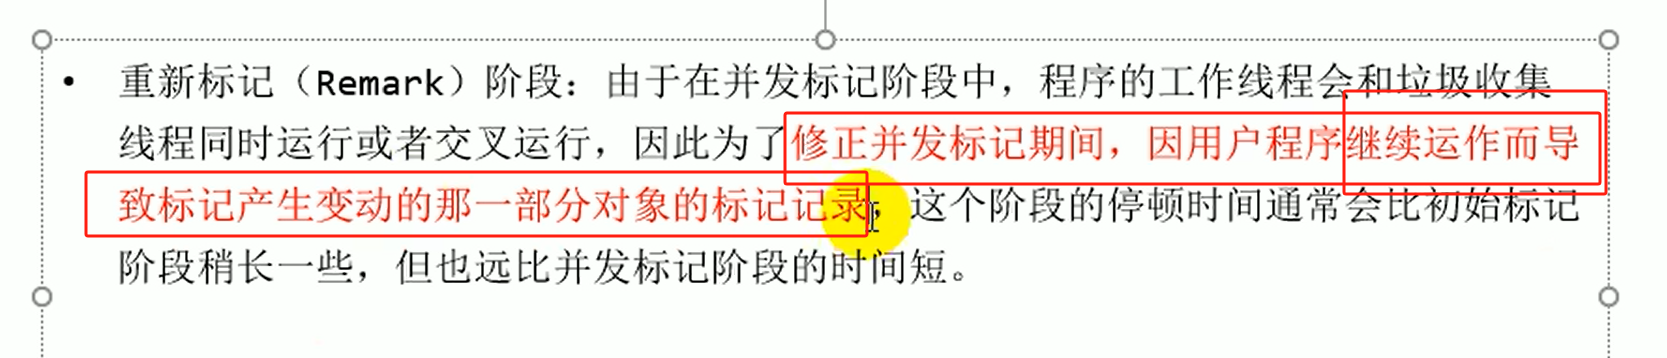 • 重新标记（Remark）阶段：由于在并发标记阶段中，程序的工作线程会和垃圾收集
线程同时运行或者交叉运行，因此为了修正并发标记期间，因用户程序继续运作而导
致标记产生变动的那一部分对象的标记记录，这个阶段的停顿时间通常会比初始标记
阶段稍长一些，但也远比并发标记阶段的时间短。